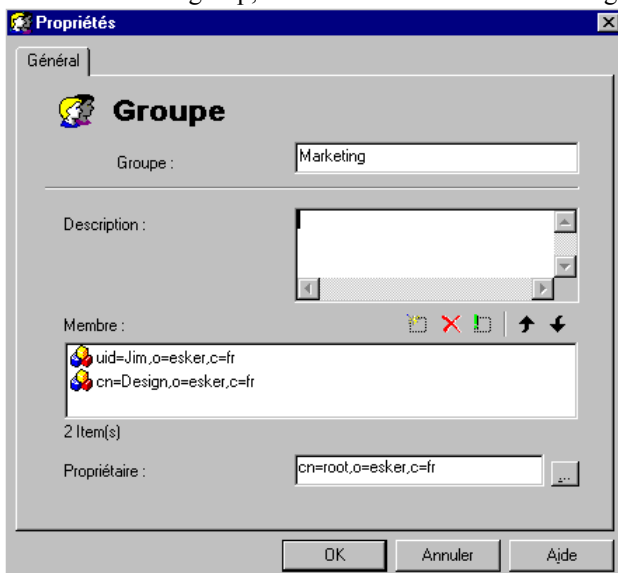 Propriétés
Général
Groupe
Groupe :
Marketing
Description :
Membre :
uid=Jim,o=esker,c=fr
cn=Design,o=esker,c=fr
2 Item(s)
Propriétaire :
cn=root,o=esker,c=fr
...
OK
Annuler
Aide